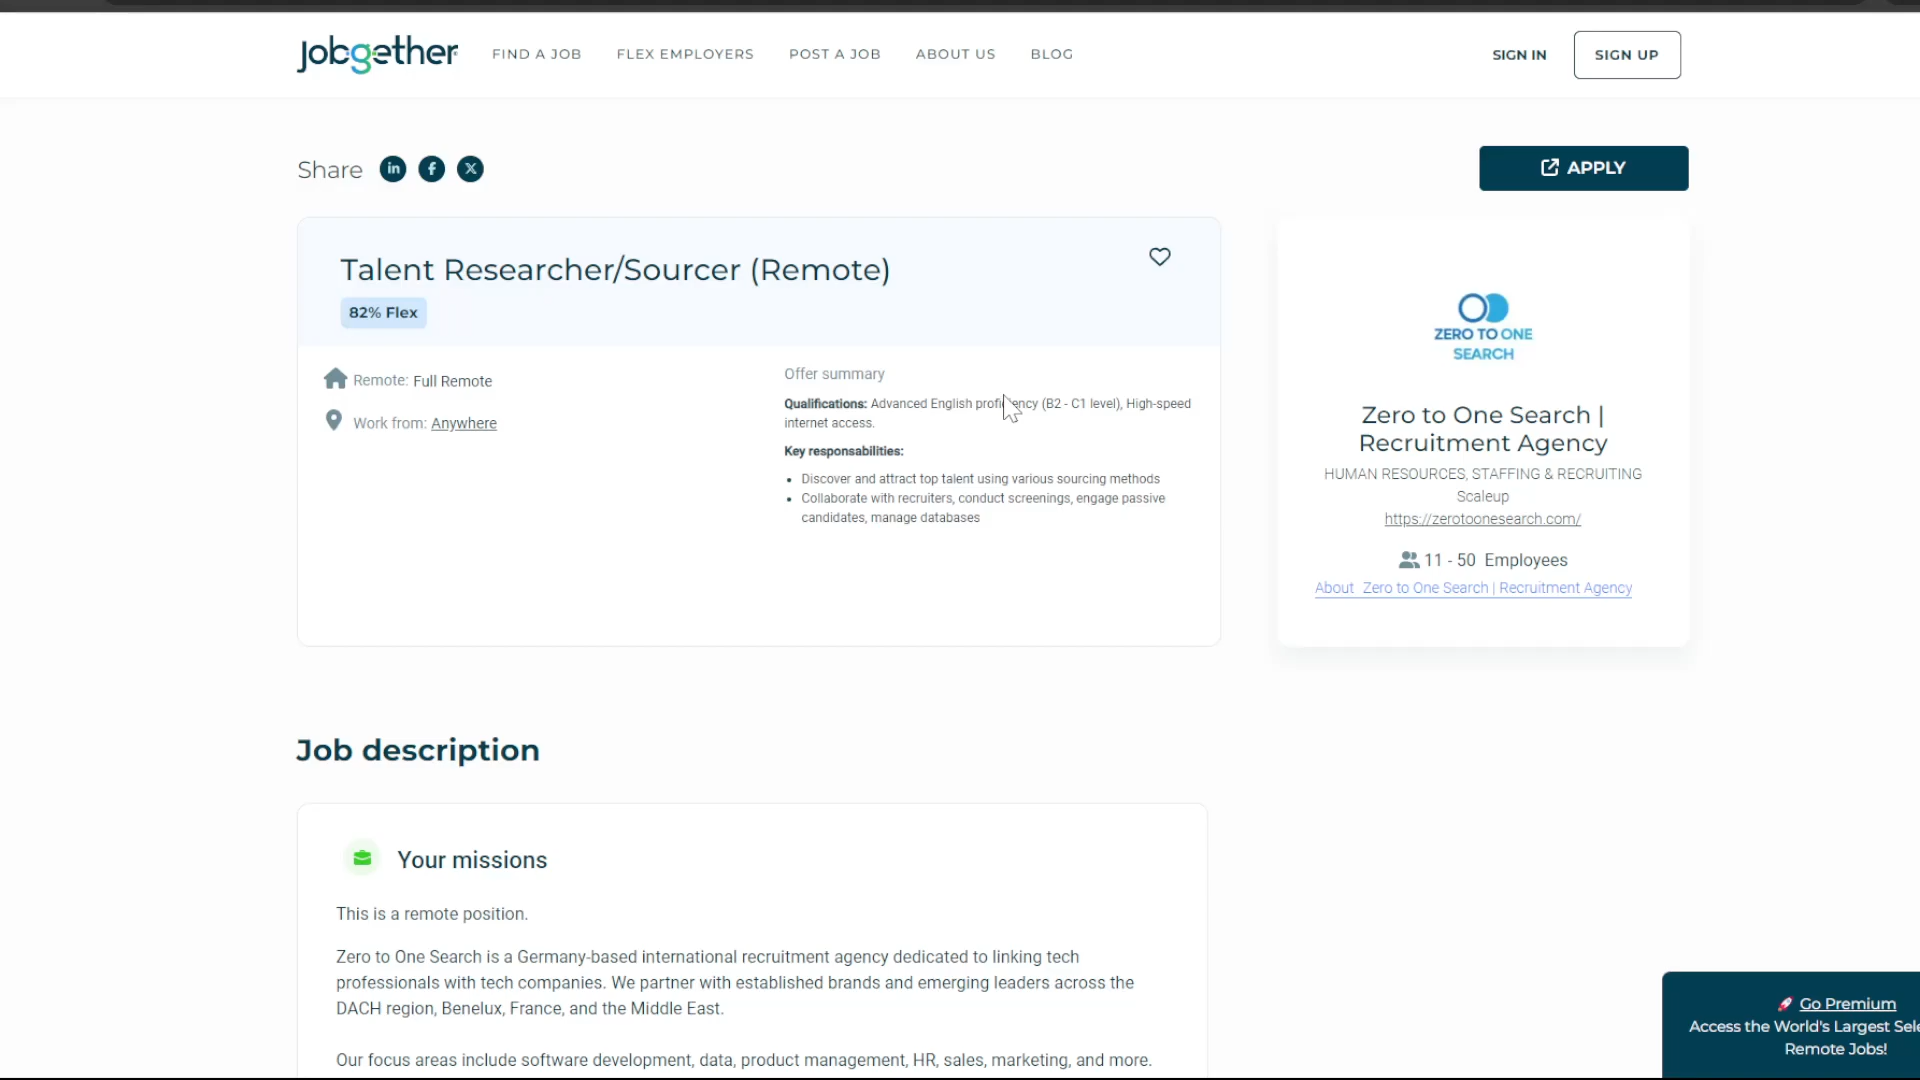 Jobgether
FIND A JOB
FLEX EMPLOYERS
POST A JOB
ABOUT US
BLOG
SIGN IN
SIGN UP
Share
APPLY
Talent Researcher/Sourcer (Remote)
82% Flex
Remote: Full Remote
Work from: Anywhere
Offer summary
Qualifications: Advanced English proficiency (B2 - C1 level), High-speed
internet access.
Key responsabilities:
Discover and attract top talent using various sourcing methods
Collaborate with recruiters, conduct screenings, engage passive
candidates, manage databases
ZERO TO ONE
SEARCH
Zero to One Search |
Recruitment Agency
HUMAN RESOURCES, STAFFING & RECRUITING
Scaleup
https://zerotoonesearch.com/
11 - 50 Employees
About Zero to One Search | Recruitment Agency
Job description
Your missions
This is a remote position.
Zero to One Search is a Germany-based international recruitment agency dedicated to linking tech
professionals with tech companies. We partner with established brands and emerging leaders across the
DACH region, Benelux, France, and the Middle East.
Our focus areas include software development, data, product management, HR, sales, marketing, and more.
Go Premium
Access the World's Largest Sele
Remote Jobs!